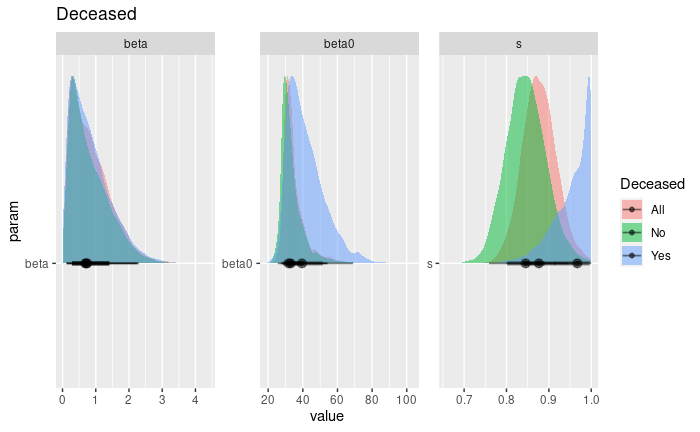 Deceased
beta
beta0
s
param
beta
beta0
s
0 1 2 3 4
20 40 60 80 100
0.7 0.8 0.9 1.0
value
Deceased
All
No
Yes